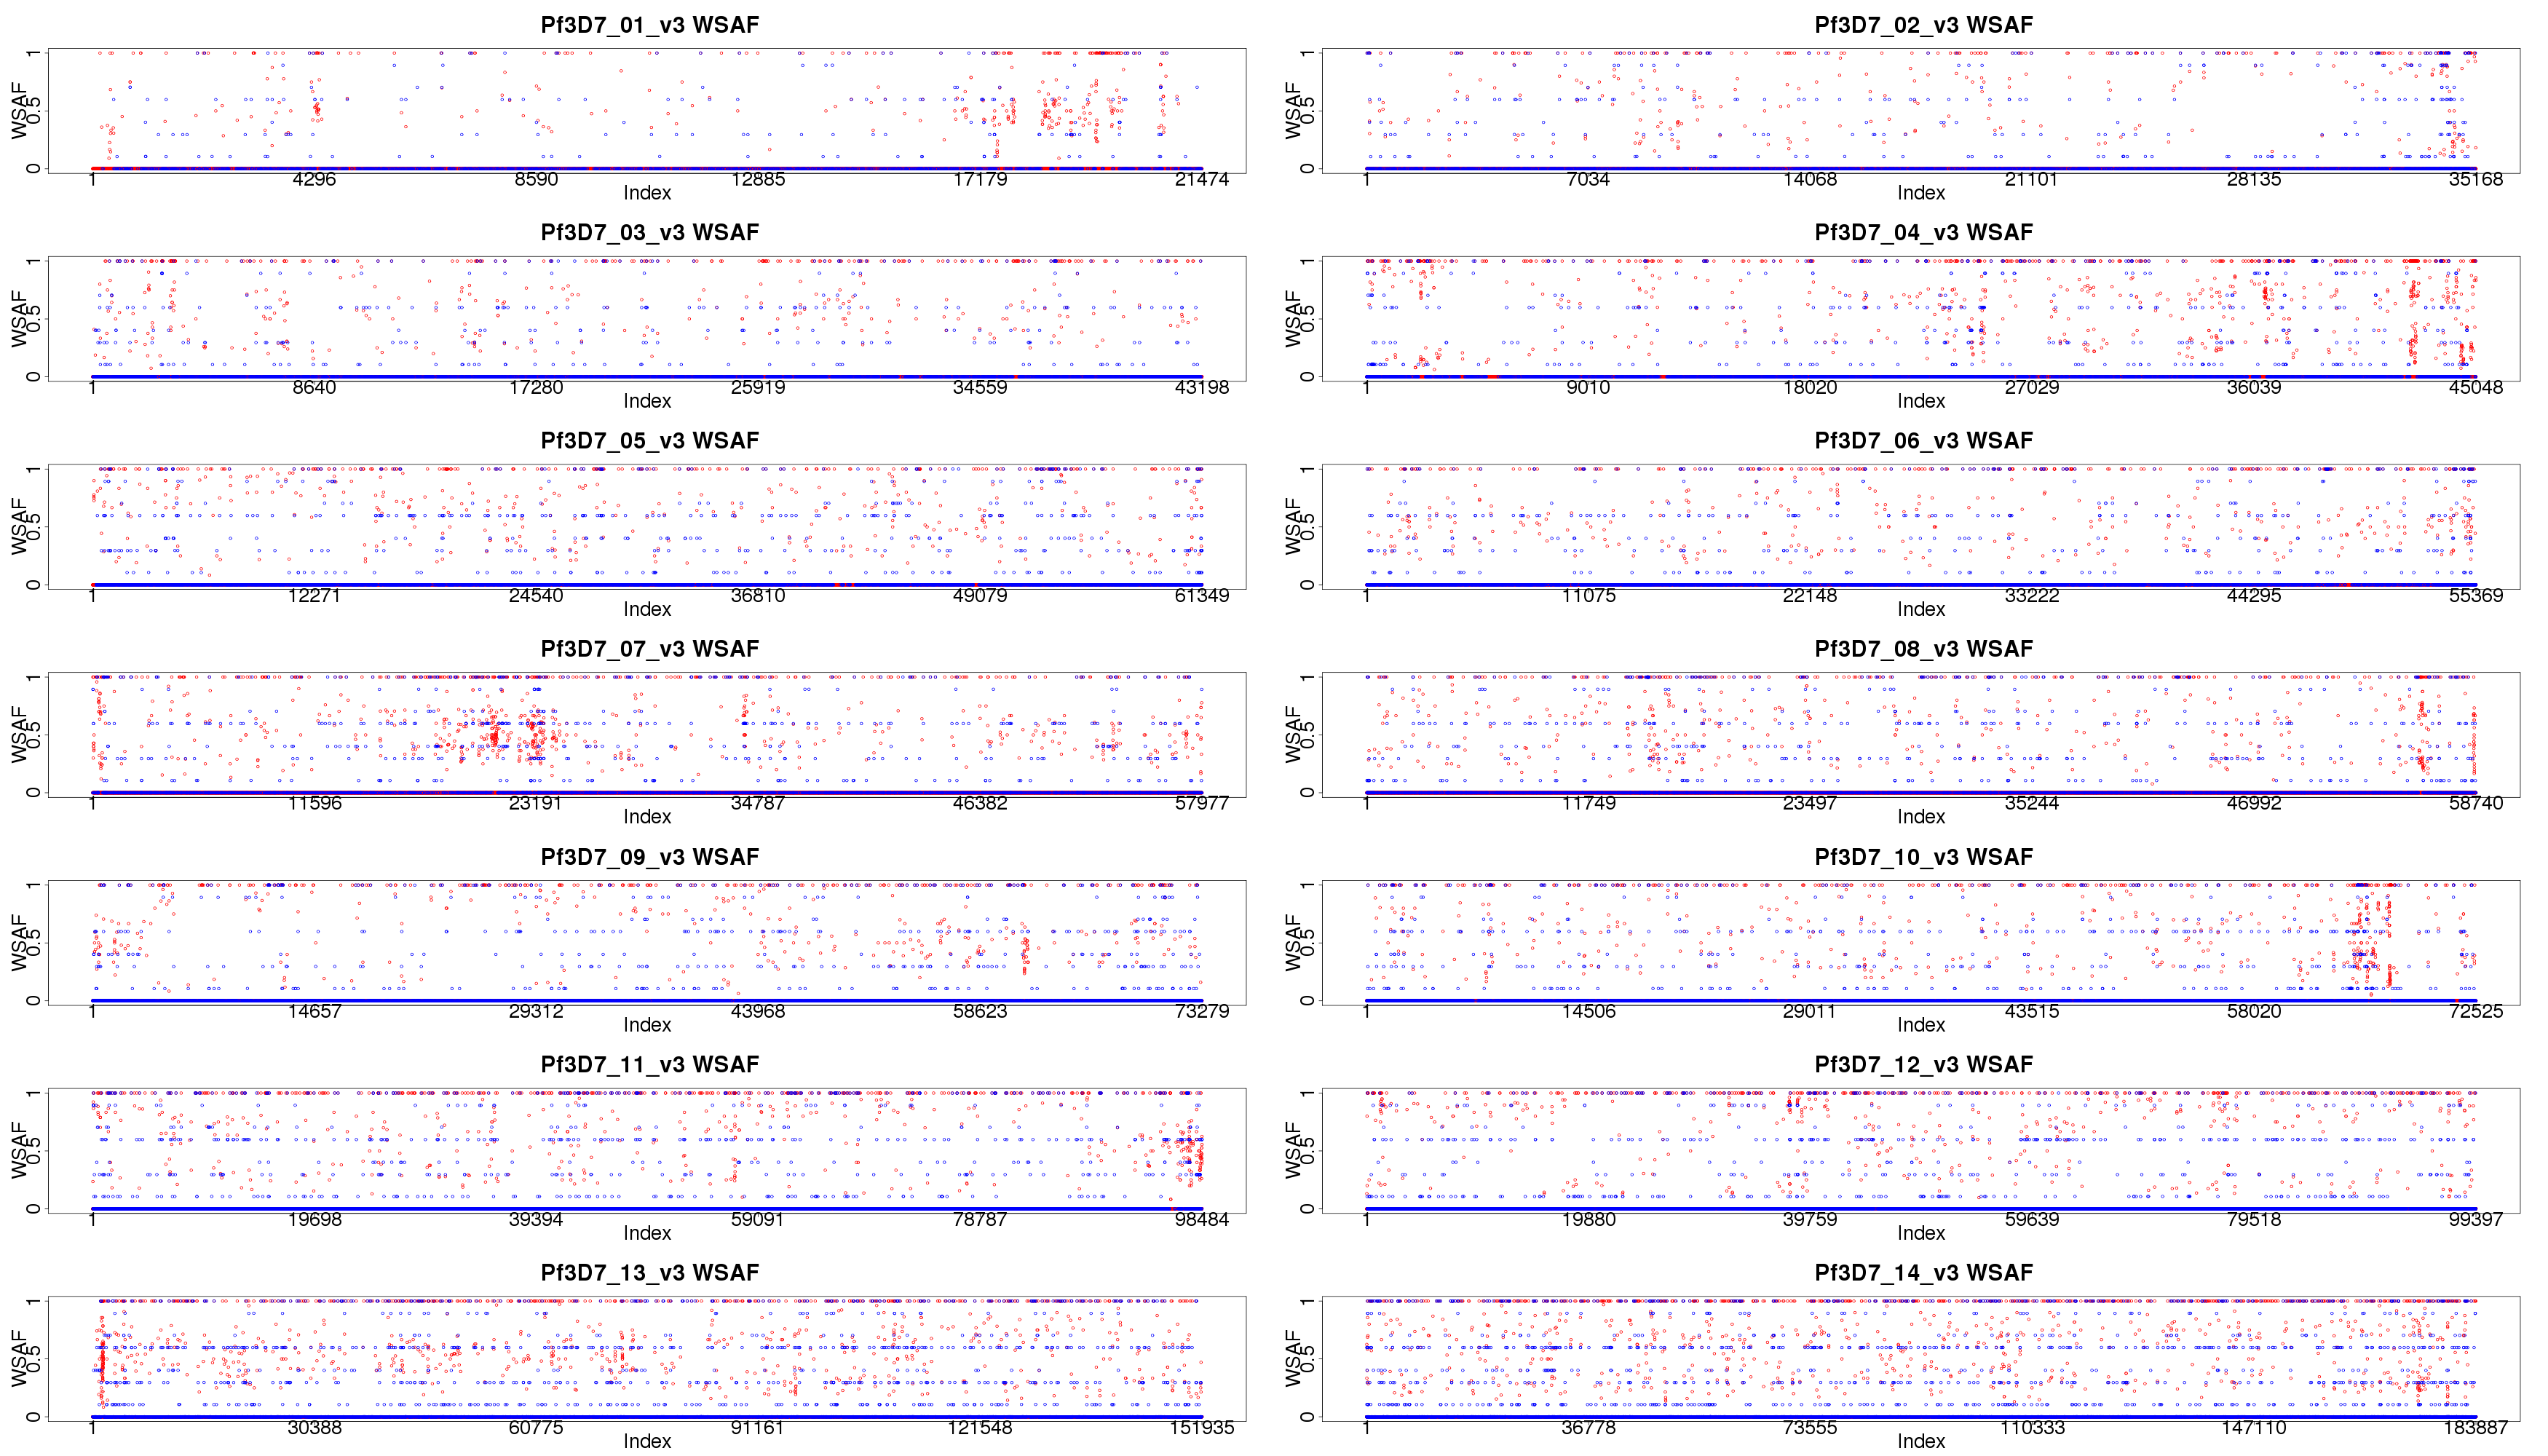 Pf3D7_01_v3 WSAF
WSAF
0 0.5 1
1 4296 8590 12885 17179 21474
Index
Pf3D7_02_v3 WSAF
WSAF
0 0.5 1
1 7034 14068 21101 28135 35168
Index
Pf3D7_03_v3 WSAF
WSAF
0 0.5 1
1 8640 17280 25919 34559 43198
Index
Pf3D7_04_v3 WSAF
WSAF
0 0.5 1
1 9010 18020 27029 36039 45048
Index
Pf3D7_05_v3 WSAF
WSAF
0 0.5 1
1 12271 24540 36810 49079 61349
Index
Pf3D7_06_v3 WSAF
WSAF
0 0.5 1
1 11075 22148 33222 44295 55369
Index
Pf3D7_07_v3 WSAF
WSAF
0 0.5 1
1 11596 23191 34787 46382 57977
Index
Pf3D7_08_v3 WSAF
WSAF
0 0.5 1
1 11749 23497 35244 46992 58740
Index
Pf3D7_09_v3 WSAF
WSAF
0 0.5 1
1 14657 29312 43968 58623 73279
Index
Pf3D7_10_v3 WSAF
WSAF
0 0.5 1
1 14506 29011 43515 58020 72525
Index
Pf3D7_11_v3 WSAF
WSAF
0 0.5 1
1 19698 39394 59091 78787 98484
Index
Pf3D7_12_v3 WSAF
WSAF
0 0.5 1
1 19880 39759 59639 79518 99397
Index
Pf3D7_13_v3 WSAF
WSAF
0 0.5 1
1 30388 60775 91161 121548 151935
Index
Pf3D7_14_v3 WSAF
WSAF
0 0.5 1
1 36778 73555 110333 147110 183887
Index